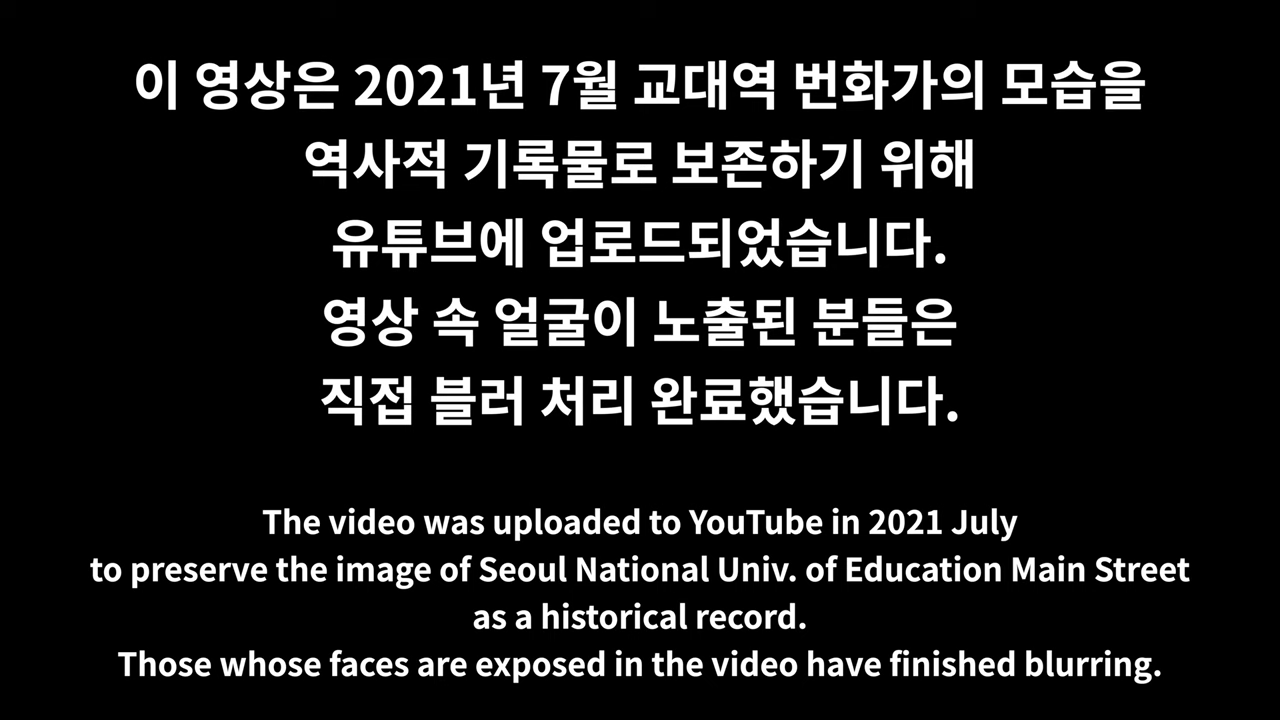 이 영상은 2021년 7월 교대역 번화가의 모습을
역사적 기록물로 보존하기 위해
유튜브에 업로드되었습니다.
영상 속 얼굴이 노출된 분들은
직접 블러 처리 완료했습니다.
The video was uploaded to YouTube in 2021 July
to preserve the image of Seoul National Univ. of Education Main Street
as a historical record.
Those whose faces are exposed in the video have finished blurring.